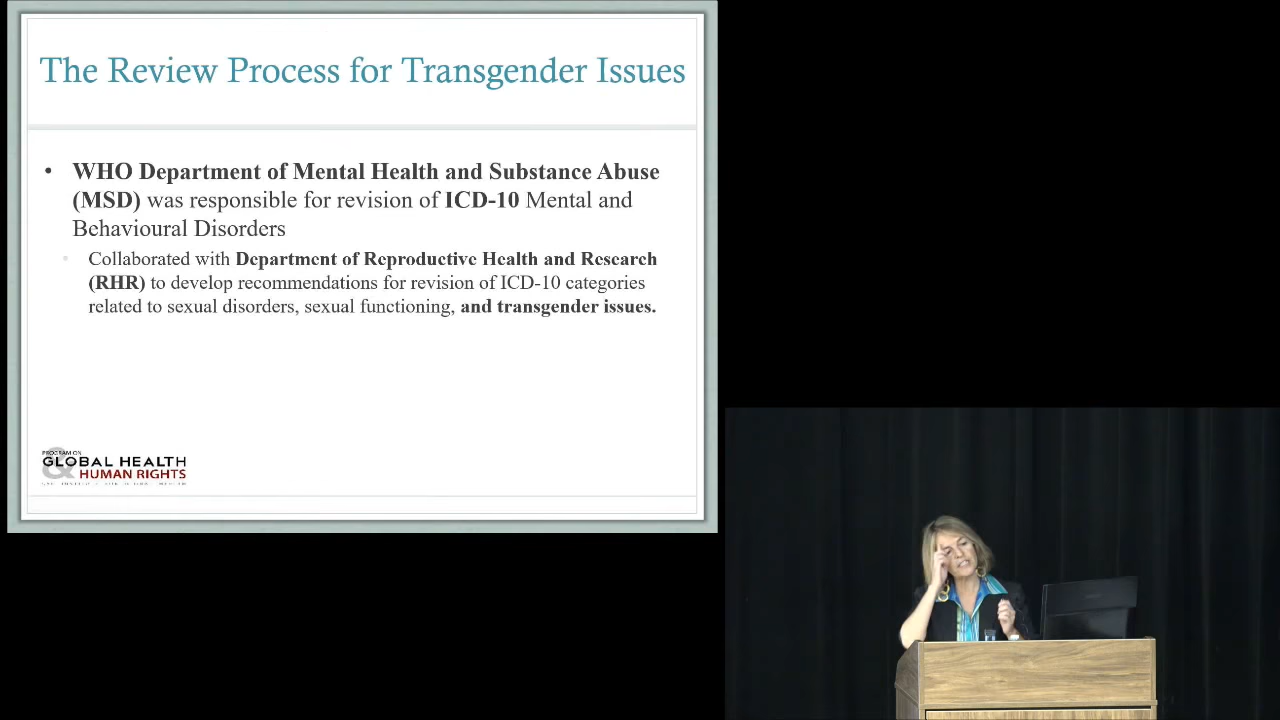 The Review Process for Transgender Issues
• WHO Department of Mental Health and Substance Abuse
(MSD) was responsible for revision of ICD-10 Mental and
Behavioural Disorders
Collaborated with Department of Reproductive Health and Research
(RHR) to develop recommendations for revision of ICD-10 categories
related to sexual disorders, sexual functioning, and transgender issues.
PROGRAM ON
GLOBAL HEALTH
& HUMAN RIGHTS